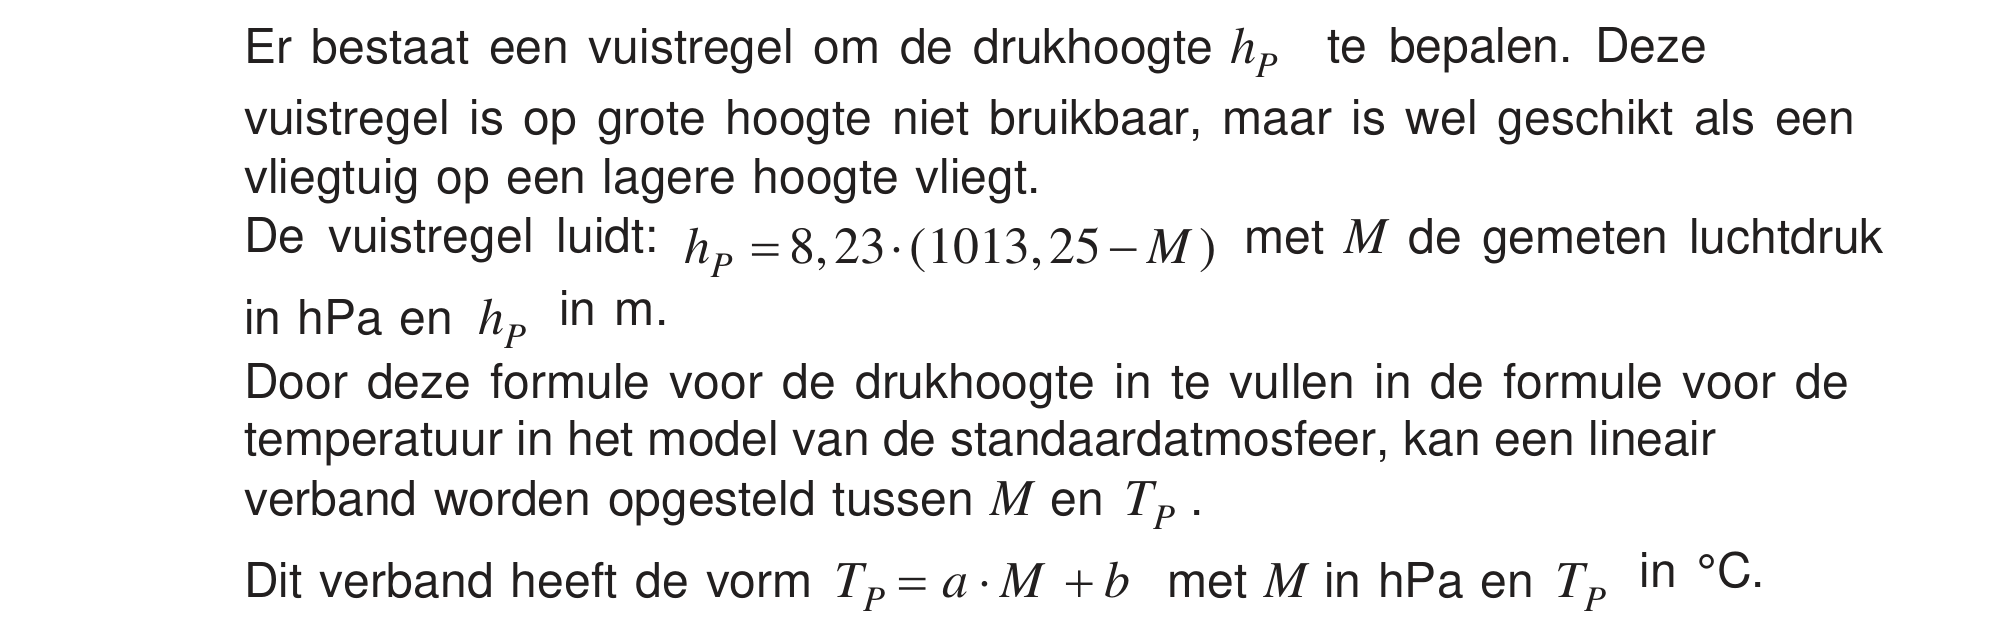 Er bestaat een vuistregel om de drukhoogte h_P te bepalen. Deze
vuistregel is op grote hoogte niet bruikbaar, maar is wel geschikt als een
vliegtuig op een lagere hoogte vliegt.
De vuistregel luidt: h_P = 8,23·(1013,25 − M) met M de gemeten luchtdruk
in hPa en h_P in m.
Door deze formule voor de drukhoogte in te vullen in de formule voor de
temperatuur in het model van de standaardatmosfeer, kan een lineair
verband worden opgesteld tussen M en T_P.
Dit verband heeft de vorm T_P = a · M + b met M in hPa en T_P in °C.